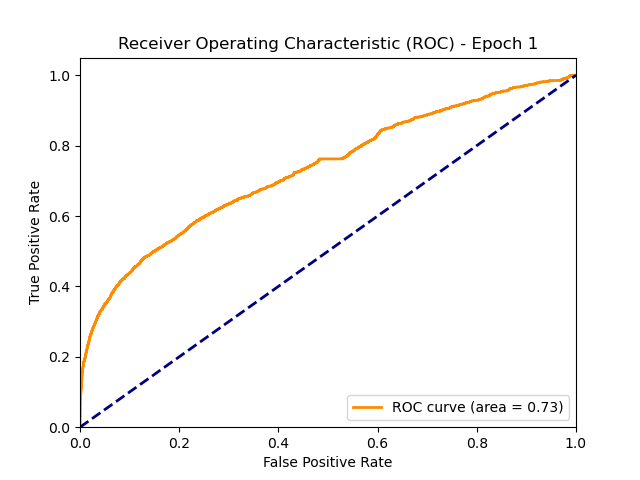 Receiver Operating Characteristic (ROC) - Epoch 1
True Positive Rate
1.0
0.8
0.6
0.4
0.2
0.0
ROC curve (area = 0.73)
0.0 0.2 0.4 0.6 0.8 1.0
False Positive Rate